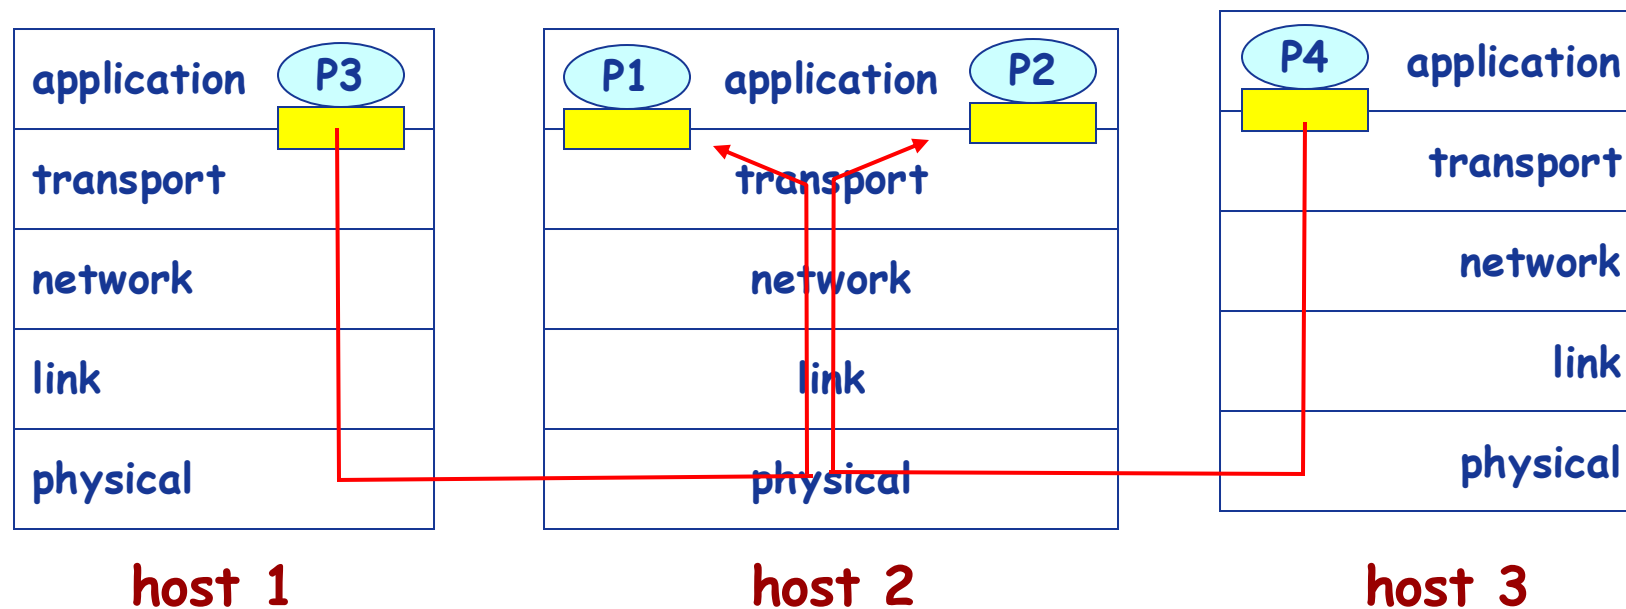 application P3
transport
network
link
physical
host 1
P1 application P2
transport
network
link
physical
host 2
P4 application
transport
network
link
physical
host 3